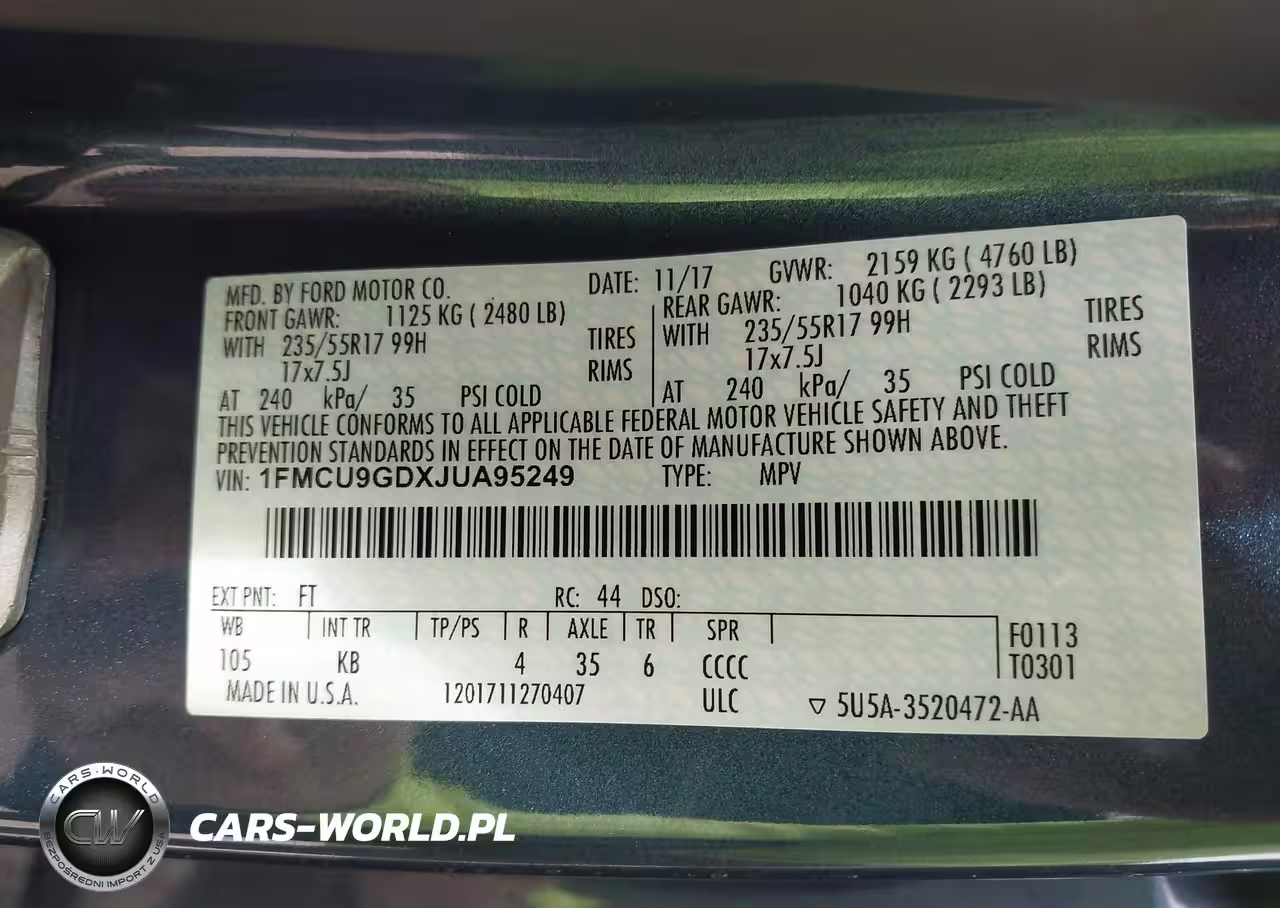 MFD. BY FORD MOTOR CO. DATE: 11/17 GVWR: 2159 KG ( 4760 LB)
FRONT GAWR: 1125 KG ( 2480 LB) REAR GAWR: 1040 KG ( 2293 LB)
WITH 235/55R17 99H TIRES WITH 235/55R17 99H TIRES
17x7.5J RIMS 17x7.5J RIMS
AT 240 kPa/ 35 PSI COLD AT 240 kPa/ 35 PSI COLD
THIS VEHICLE CONFORMS TO ALL APPLICABLE FEDERAL MOTOR VEHICLE SAFETY AND THEFT
PREVENTION STANDARDS IN EFFECT ON THE DATE OF MANUFACTURE SHOWN ABOVE.
VIN: 1FMCU9GDXJUA95249 TYPE: MPV
EXT PNT: FT RC: 44 DSO:
WB INT TR TP/PS R AXLE TR SPR F0113
105 KB 4 35 6 CCCC T0301
MADE IN U.S.A. 1201711270407 ULC ▽ 5U5A-3520472-AA
CARS-WORLD
CW
BEZPOŚREDNI IMPORT Z USA
CARS-WORLD.PL